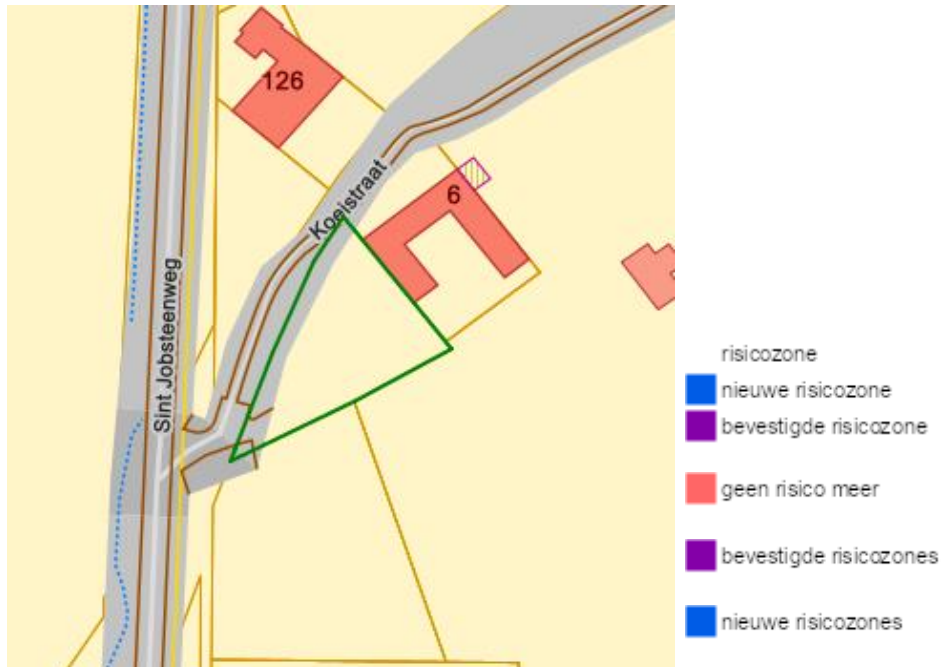 126
Koeistraat
6
Sint Jobsteenweg
risicozone
nieuwe risicozone
bevestigde risicozone
geen risico meer
bevestigde risicozones
nieuwe risicozones